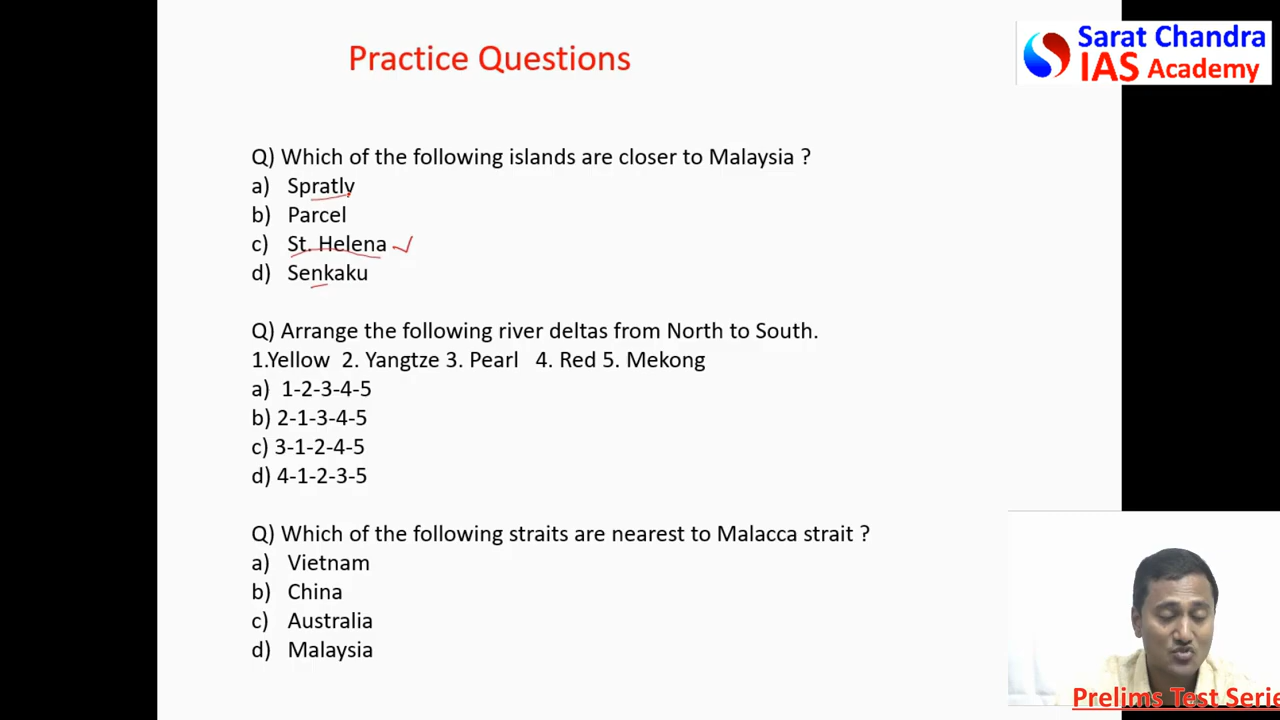 Practice Questions
Sarat Chandra
IAS Academy
Q) Which of the following islands are closer to Malaysia ?
a) Spratly
b) Parcel
c) St. Helena
d) Senkaku
Q) Arrange the following river deltas from North to South.
1.Yellow 2. Yangtze 3. Pearl 4. Red 5. Mekong
a) 1-2-3-4-5
b) 2-1-3-4-5
c) 3-1-2-4-5
d) 4-1-2-3-5
Q) Which of the following straits are nearest to Malacca strait ?
a) Vietnam
b) China
c) Australia
d) Malaysia
Prelims Test Serie